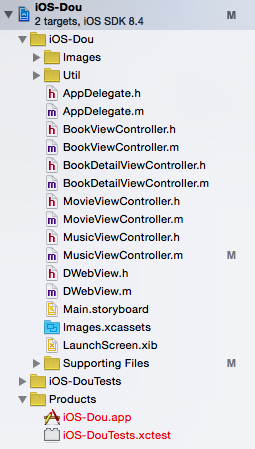 iOS-Dou
2 targets, iOS SDK 8.4 M
iOS-Dou
Images
Util
h AppDelegate.h
m AppDelegate.m
h BookViewController.h
m BookViewController.m
h BookDetailViewController.h
m BookDetailViewController.m
h MovieViewController.h
m MovieViewController.m
h MusicViewController.h
m MusicViewController.m M
h DWebView.h
m DWebView.m
Main.storyboard
Images.xcassets
LaunchScreen.xib
Supporting Files M
iOS-DouTests
Products
iOS-Dou.app
iOS-DouTests.xctest